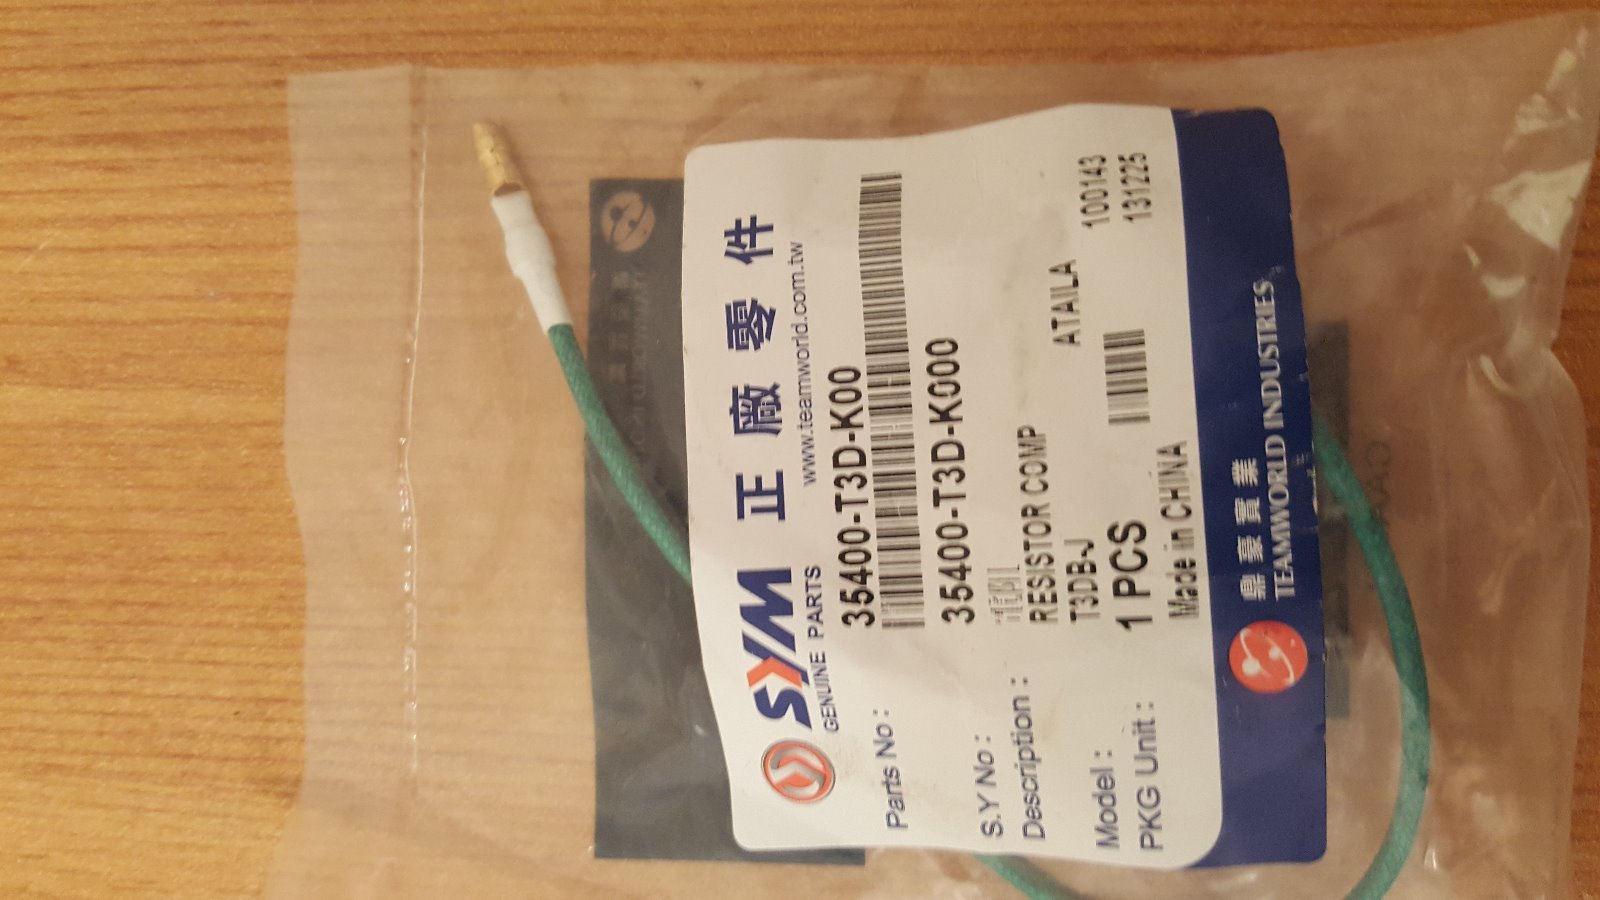 SYM 正廠零件
GENUINE PARTS www.teamworld.com.tw
Parts No : 35400-T3D-K00
S.Y No : 35400-T3D-K000
Description :
RESISTOR COMP
Model : T3DB-J ATAILA 100143
PKG Unit : 1 PCS 131225
Made in CHINA
鼎豪實業
TEAMWORLD INDUSTRIES